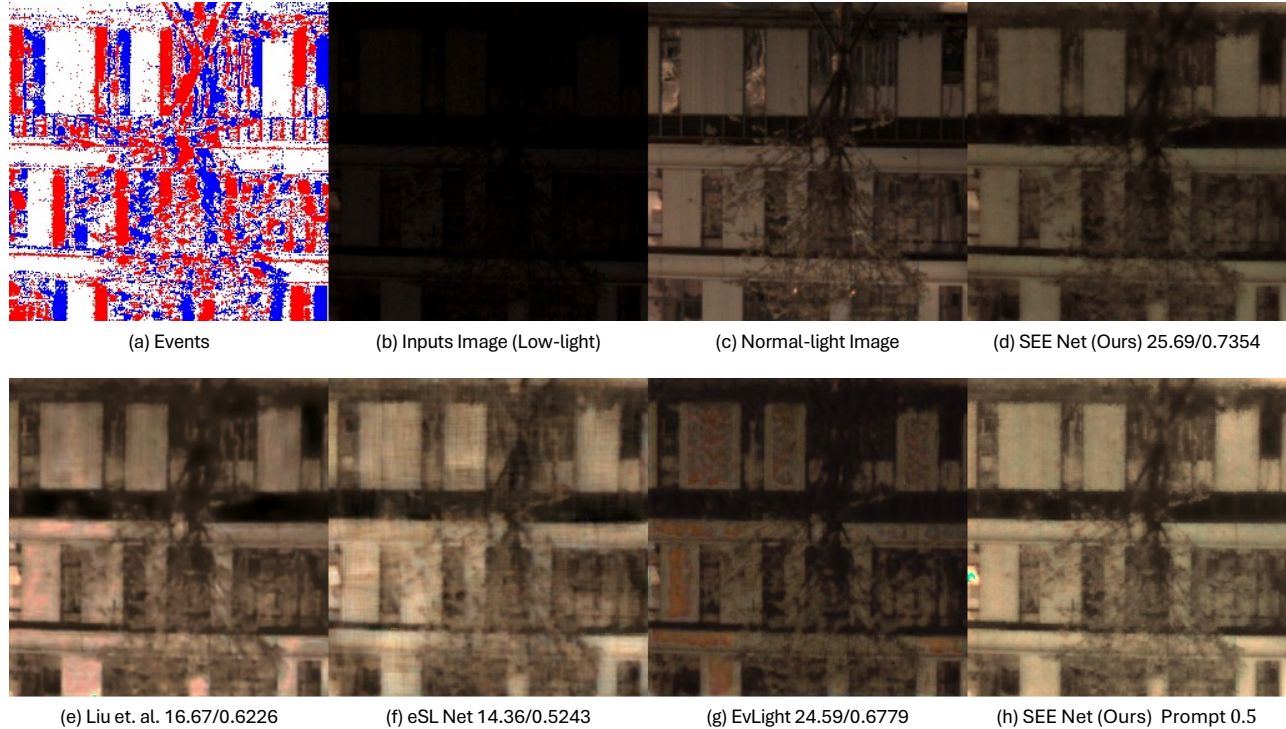 (a) Events
(b) Inputs Image (Low-light)
(c) Normal-light Image
(d) SEE Net (Ours) 25.69/0.7354
(e) Liu et. al. 16.67/0.6226
(f) eSL Net 14.36/0.5243
(g) EvLight 24.59/0.6779
(h) SEE Net (Ours) Prompt 0.5